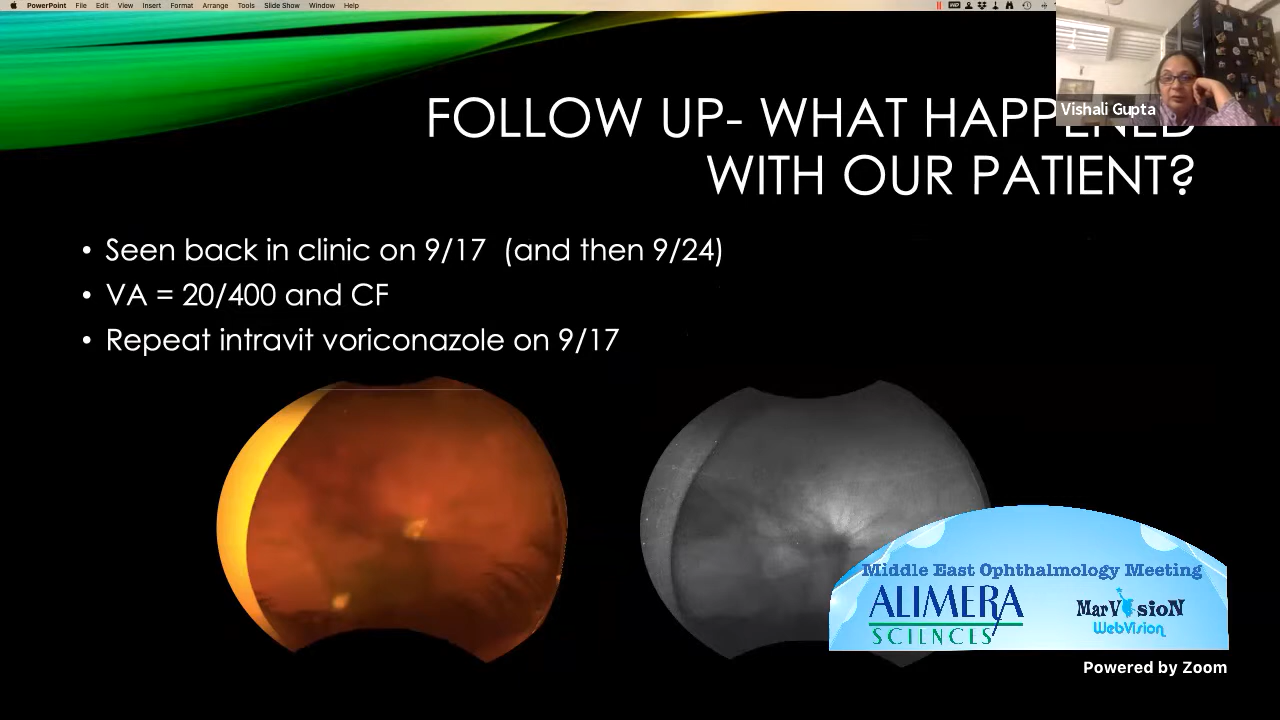 PowerPoint File Edit View Insert Format Arrange Tools Slide Show Window Help
Vishali Gupta
FOLLOW UP- WHAT HAPPENED
WITH OUR PATIENT?
• Seen back in clinic on 9/17 (and then 9/24)
• VA = 20/400 and CF
• Repeat intravit voriconazole on 9/17
Middle East Ophthalmology Meeting
ALIMERA
SCIENCES
MarVision
WebVision
Powered by Zoom